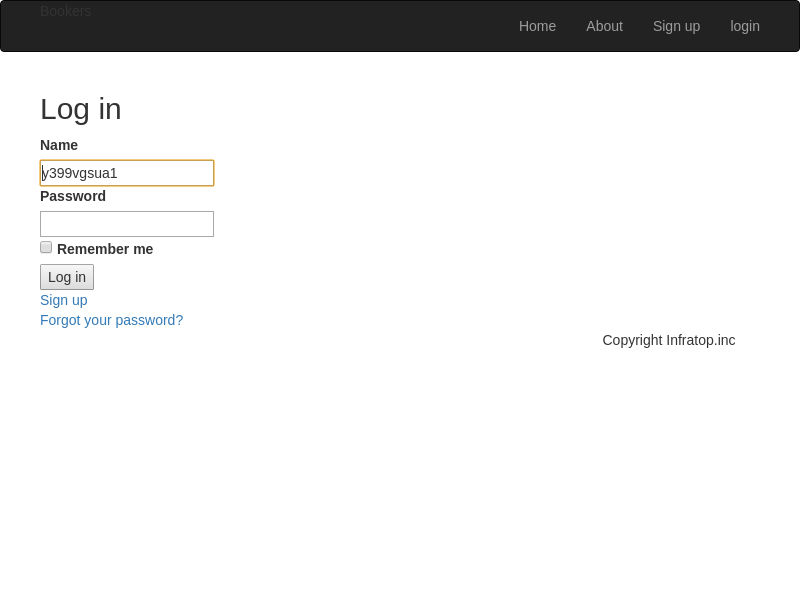 Bookers
Home About Sign up login
Log in
Name
y399vgsua1
Password
Remember me
Log in
Sign up
Forgot your password?
Copyright Infratop.inc